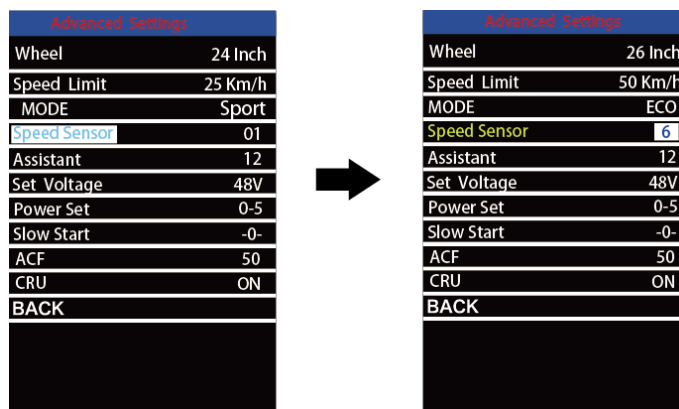 Advanced Settings
Wheel 24 Inch
Speed Limit 25 Km/h
MODE Sport
Speed Sensor 01
Assistant 12
Set Voltage 48V
Power Set 0-5
Slow Start -0-
ACF 50
CRU ON
BACK
Advanced Settings
Wheel 26 Inch
Speed Limit 50 Km/h
MODE ECO
Speed Sensor 6
Assistant 12
Set Voltage 48V
Power Set 0-5
Slow Start -0-
ACF 50
CRU ON
BACK